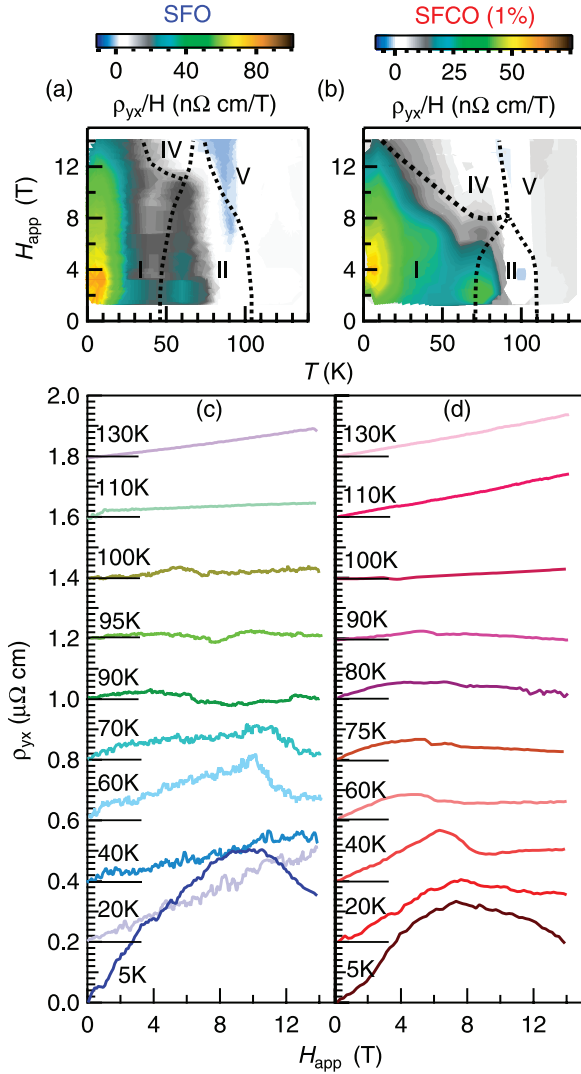 SFO
SFCO (1%)
0 40 80
0 25 50
(a) ρyx/H (nΩ cm/T)
(b) ρyx/H (nΩ cm/T)
Happ (T)
12
8
4
0
IV
V
I
II
0 50 100
12
8
4
0
IV
V
I
II
0 50 100
T (K)
ρyx (μΩ cm)
2.0
1.8
1.6
1.4
1.2
1.0
0.8
0.6
0.4
0.2
0.0
(c)
130K
110K
100K
95K
90K
70K
60K
40K
20K
5K
0 4 8 12
(d)
130K
110K
100K
90K
80K
75K
60K
40K
20K
5K
0 4 8 12
Happ (T)